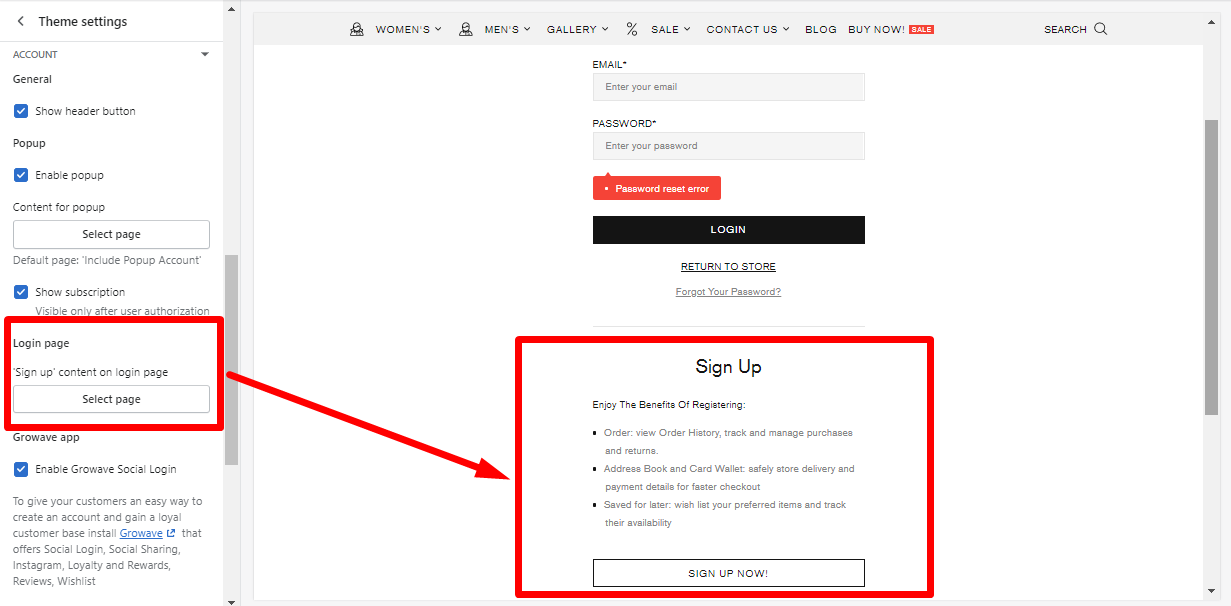 Theme settings
ACCOUNT
General
Show header button
Popup
Enable popup
Content for popup
Select page
Default page: 'Include Popup Account'
Show subscription
Visible only after user authorization
Login page
'Sign up' content on login page
Select page
Growave app
Enable Growave Social Login
To give your customers an easy way to
create an account and gain a loyal
customer base install Growave that
offers Social Login, Social Sharing,
Instagram, Loyalty and Rewards,
Reviews, Wishlist
WOMEN'S MEN'S GALLERY % SALE CONTACT US BLOG BUY NOW! SALE SEARCH
EMAIL*
Enter your email
PASSWORD*
Enter your password
• Password reset error
LOGIN
RETURN TO STORE
Forgot Your Password?
Sign Up
Enjoy The Benefits Of Registering:
Order: view Order History, track and manage purchases
and returns.
Address Book and Card Wallet: safely store delivery and
payment details for faster checkout
Saved for later: wish list your preferred items and track
their availability
SIGN UP NOW!